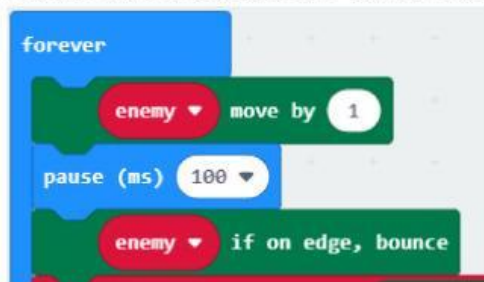 forever
enemy move by 1
pause (ms) 100
enemy if on edge, bounce